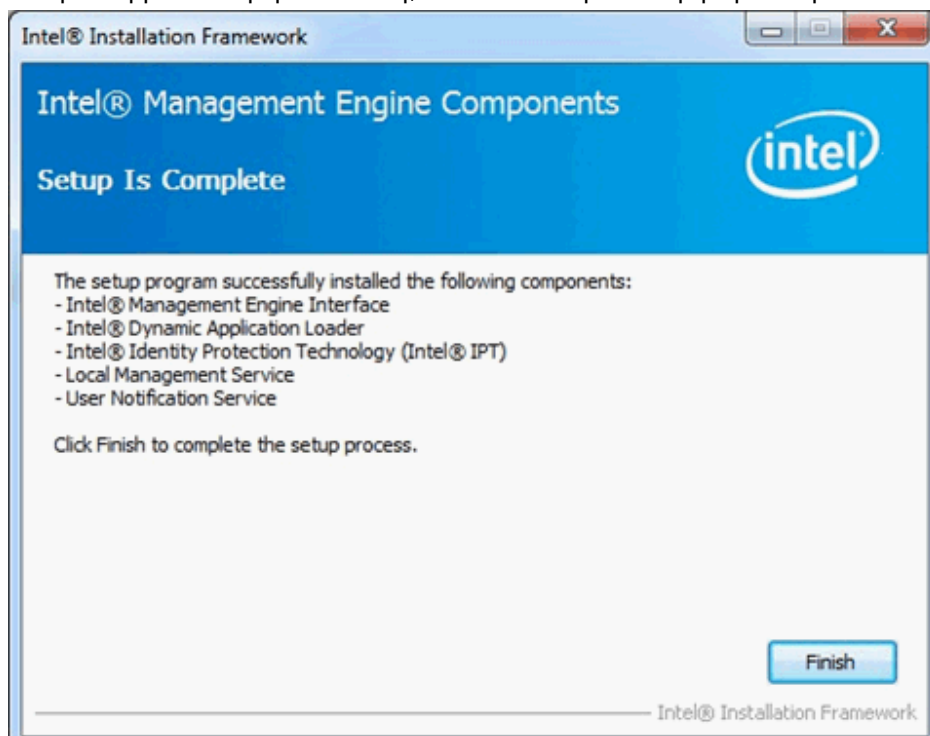 Intel® Installation Framework
Intel® Management Engine Components
intel
Setup Is Complete
The setup program successfully installed the following components:
- Intel® Management Engine Interface
- Intel® Dynamic Application Loader
- Intel® Identity Protection Technology (Intel® IPT)
- Local Management Service
- User Notification Service
Click Finish to complete the setup process.
Finish
Intel® Installation Framework